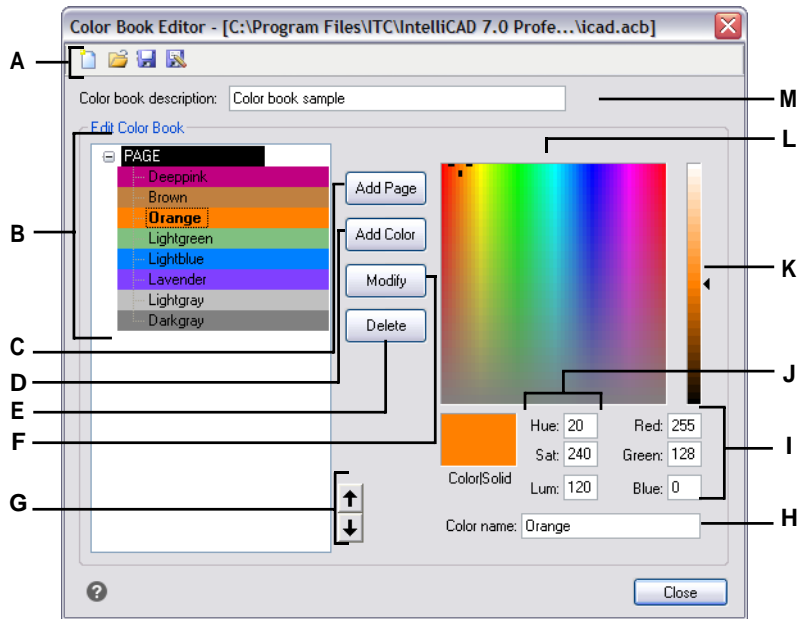 Color Book Editor - [C:\Program Files\ITC\IntelliCAD 7.0 Profe...\icad.acb]
A
Color book description: Color book sample
M
Edit Color Book
L
PAGE
Deeppink
Brown
Orange
Lightgreen
Lightblue
Lavender
Lightgray
Darkgray
B
Add Page
Add Color
Modify
Delete
K
C
D
E
F
J
Hue: 20 Red: 255
Sat: 240 Green: 128
Lum: 120 Blue: 0
I
Color|Solid
G
Color name: Orange
H
?
Close